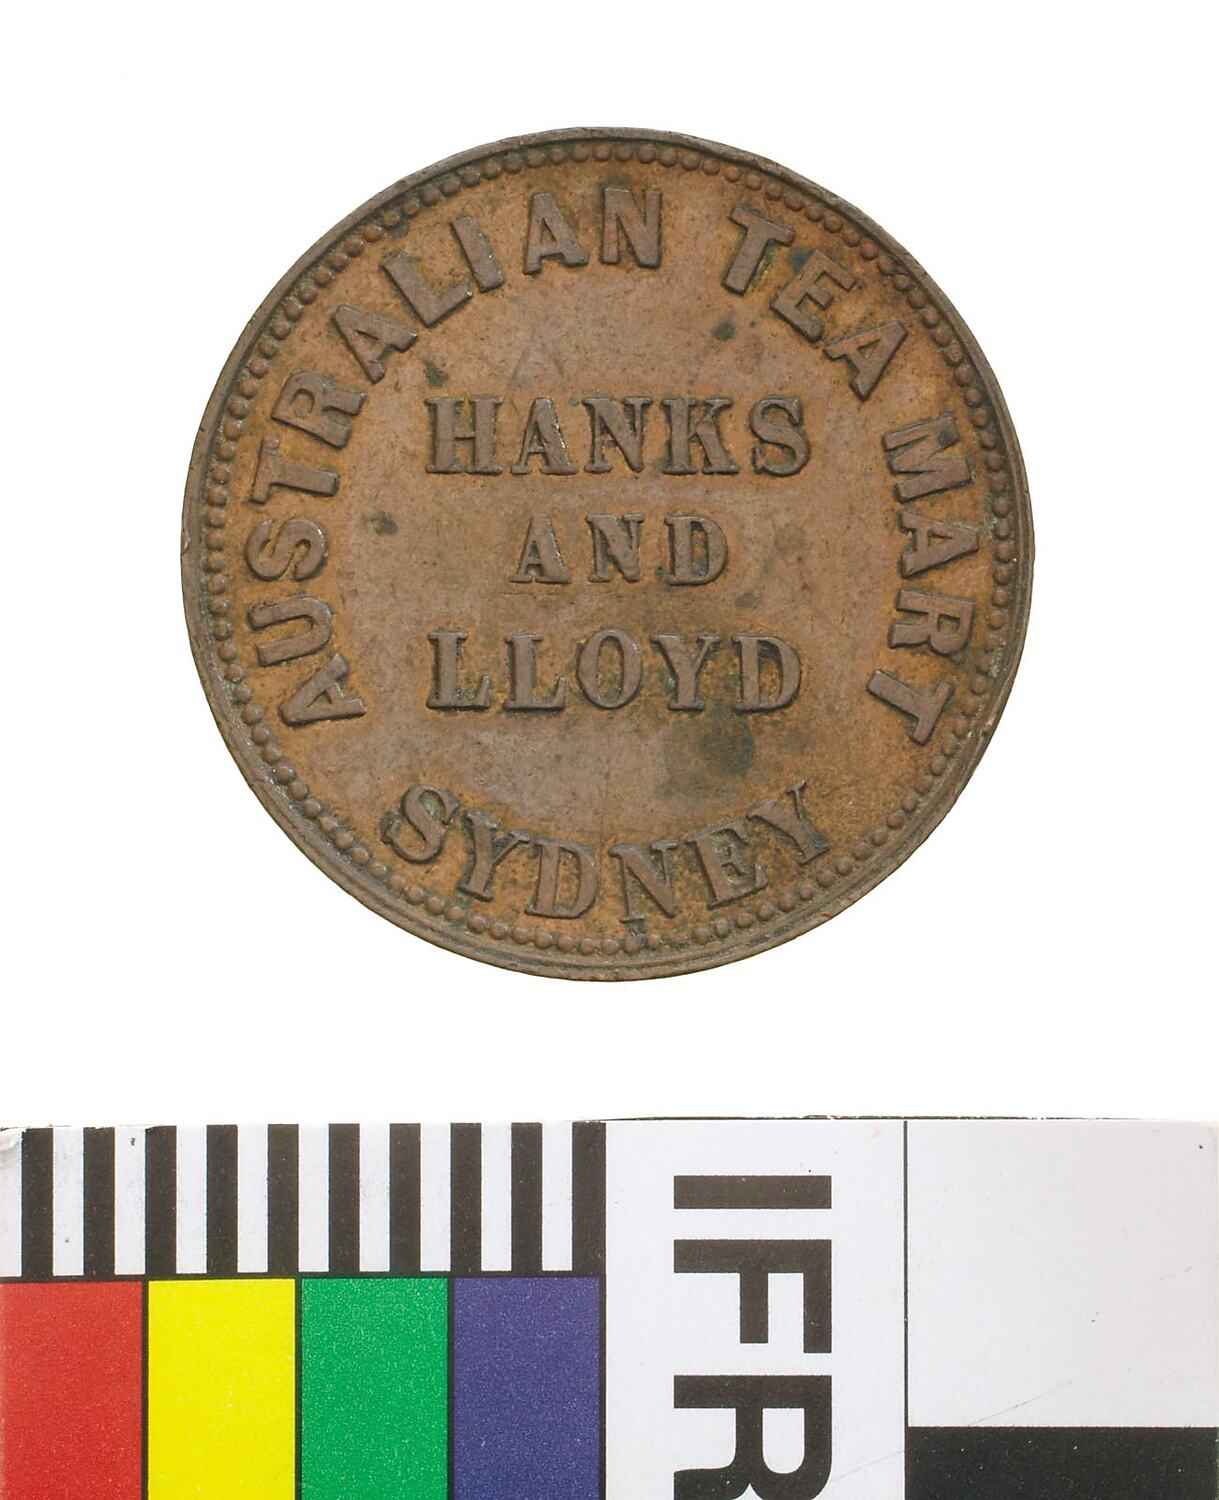 AUSTRALIAN TEA MART
HANKS
AND
LLOYD
SYDNEY
IFR